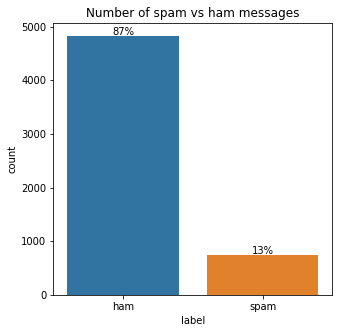 Number of spam vs ham messages
5000
4000
3000
2000
1000
0
count
87%
13%
ham
spam
label